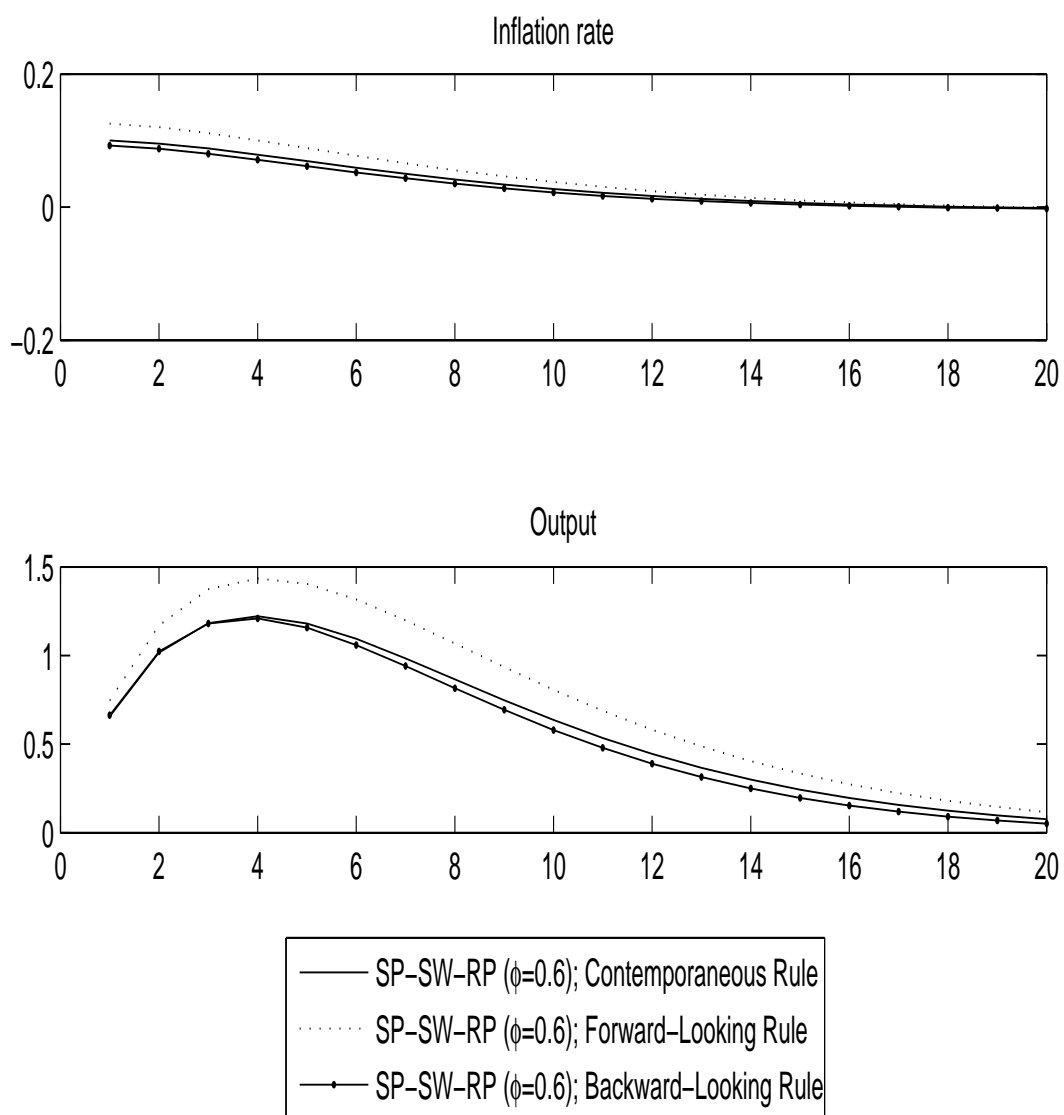 Inflation rate
0.2
0
−0.2
0 2 4 6 8 10 12 14 16 18 20
Output
1.5
1
0.5
0
0 2 4 6 8 10 12 14 16 18 20
SP−SW−RP (ϕ=0.6); Contemporaneous Rule
SP−SW−RP (ϕ=0.6); Forward−Looking Rule
SP−SW−RP (ϕ=0.6); Backward−Looking Rule